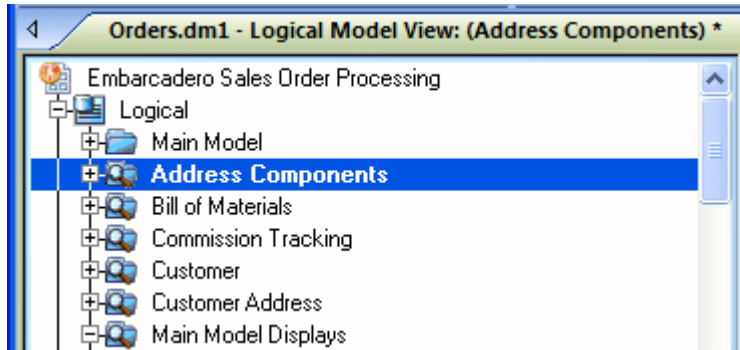 Orders.dm1 - Logical Model View: (Address Components) *
Embarcadero Sales Order Processing
Logical
Main Model
Address Components
Bill of Materials
Commission Tracking
Customer
Customer Address
Main Model Displays